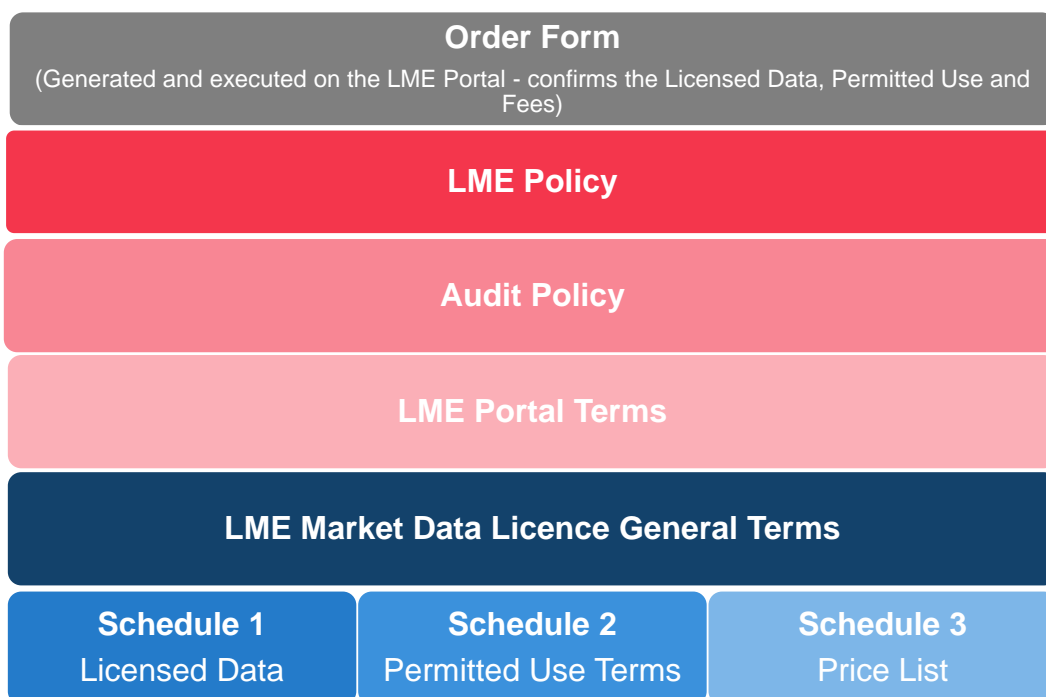 Order Form
(Generated and executed on the LME Portal - confirms the Licensed Data, Permitted Use and
Fees)
LME Policy
Audit Policy
LME Portal Terms
LME Market Data Licence General Terms
Schedule 1
Licensed Data
Schedule 2
Permitted Use Terms
Schedule 3
Price List